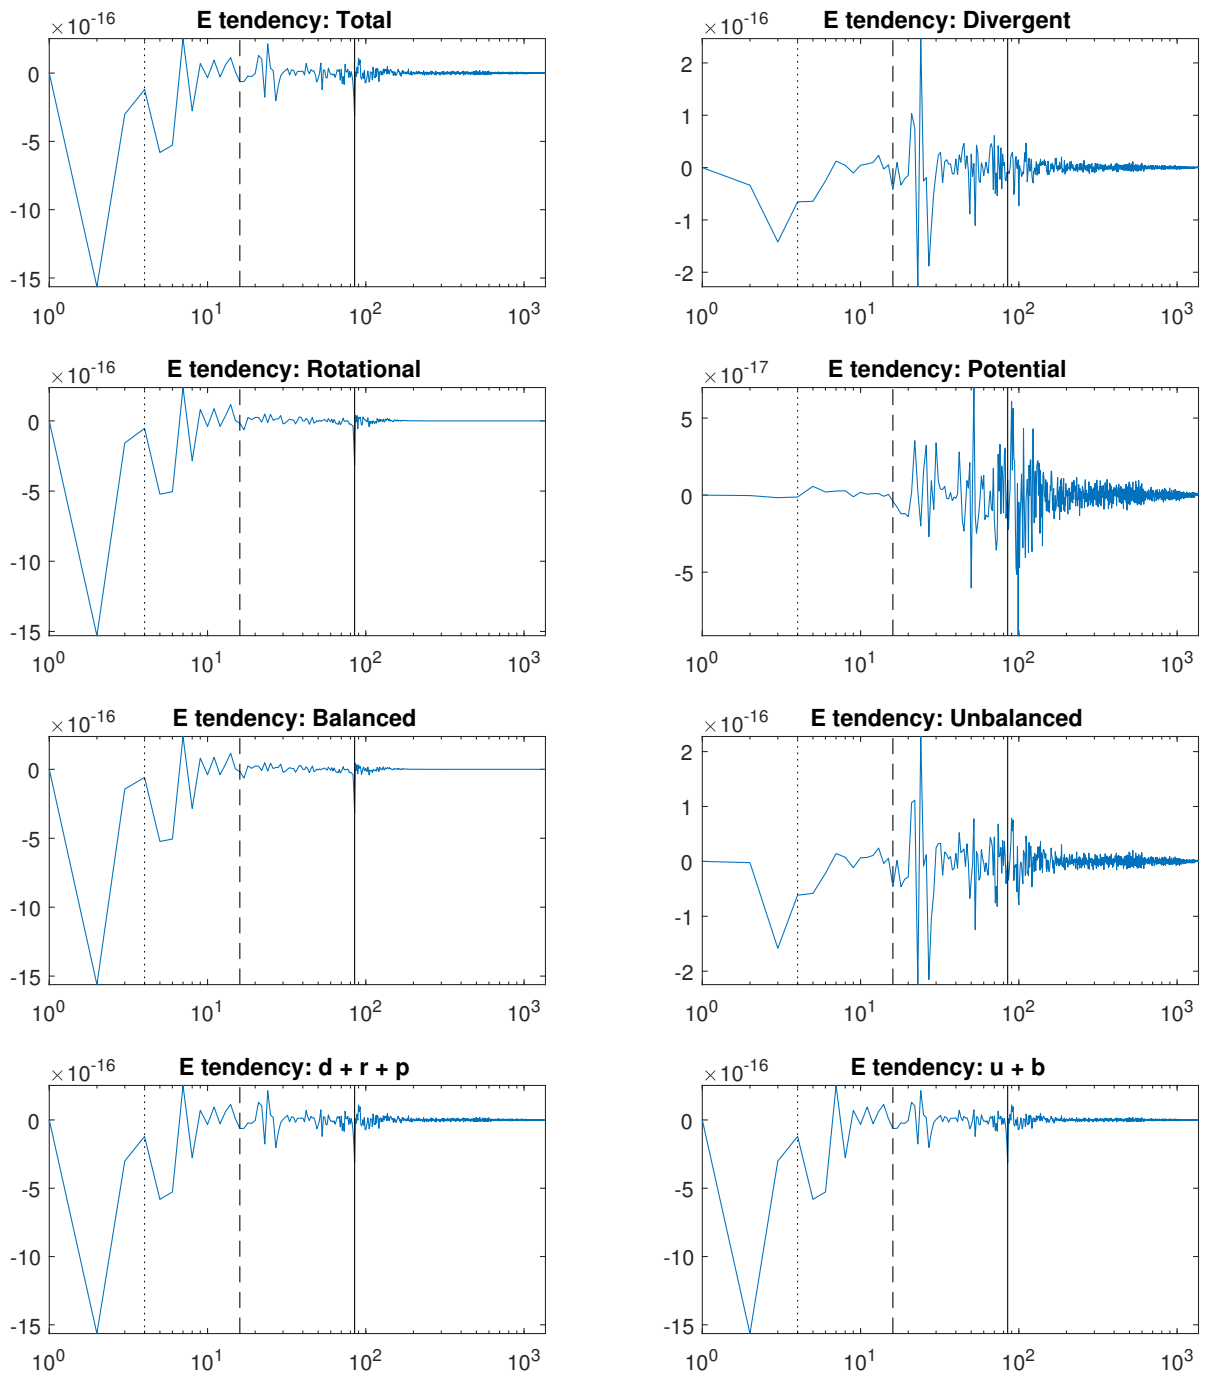 E tendency: Total
×10^-16
0
-5
-10
-15
10^0 10^1 10^2 10^3
E tendency: Divergent
×10^-16
2
1
0
-1
-2
10^0 10^1 10^2 10^3
E tendency: Rotational
×10^-16
0
-5
-10
-15
10^0 10^1 10^2 10^3
E tendency: Potential
×10^-17
5
0
-5
10^0 10^1 10^2 10^3
E tendency: Balanced
×10^-16
0
-5
-10
-15
10^0 10^1 10^2 10^3
E tendency: Unbalanced
×10^-16
2
1
0
-1
-2
10^0 10^1 10^2 10^3
E tendency: d + r + p
×10^-16
0
-5
-10
-15
10^0 10^1 10^2 10^3
E tendency: u + b
×10^-16
0
-5
-10
-15
10^0 10^1 10^2 10^3